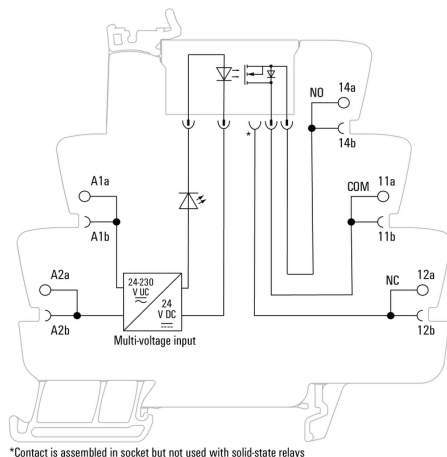 NO
14a
*
14b
A1a
COM
11a
A1b
11b
A2a
24-230
V UC
24
V DC
NC
12a
A2b
Multi-voltage input
12b
*Contact is assembled in socket but not used with solid-state relays